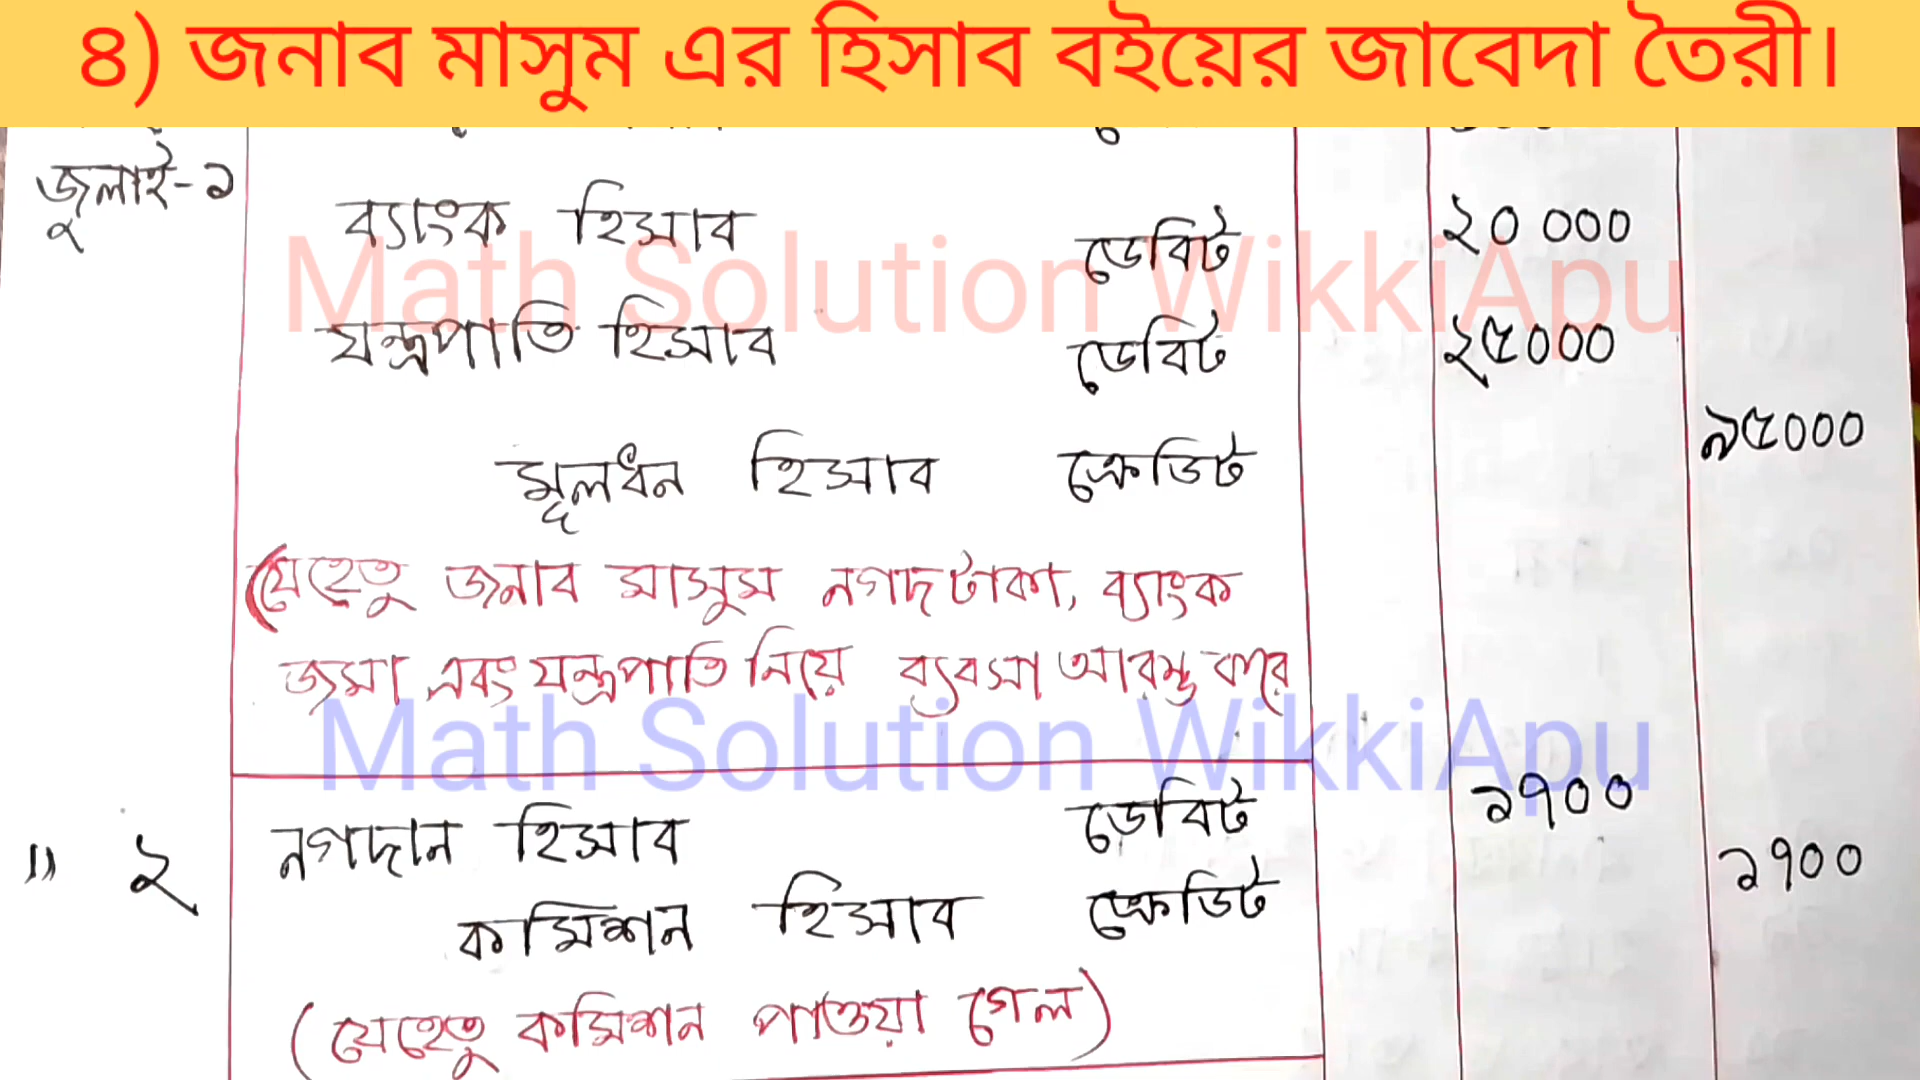 ৪) জনাব মাসুম এর হিসাব বইয়ের জাবেদা তৈরী।
জুলাই-১
ব্যাংক হিসাব ডেবিট ২০০০০
যন্ত্রপাতি হিসাব ডেবিট ২৫০০০
মূলধন হিসাব ক্রেডিট ৯৫০০০
(যেহেতু জনাব মাসুম নগদ টাকা, ব্যাংক
জমা এবং যন্ত্রপাতি নিয়ে ব্যবসা আরম্ভ করে
নগদান হিসাব ডেবিট ১৭০০
" ২
কমিশন হিসাব ক্রেডিট ১৭০০
(যেহেতু কমিশন পাওয়া গেল)
Math Solution WikkiApu
Math Solution WikkiApu